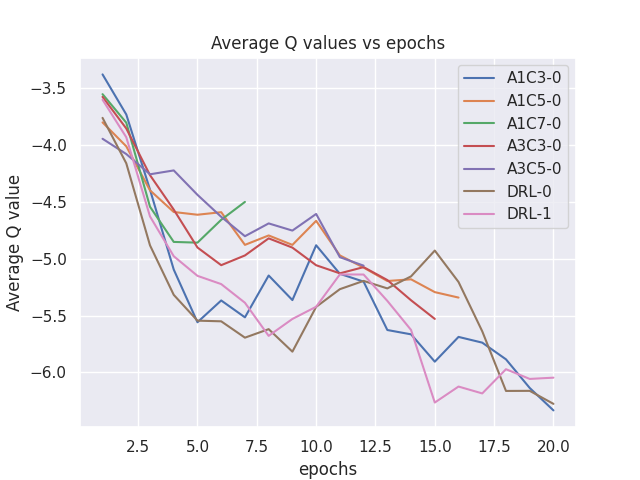 Average Q values vs epochs
A1C3-0
A1C5-0
A1C7-0
A3C3-0
A3C5-0
DRL-0
DRL-1
Average Q value
−3.5
−4.0
−4.5
−5.0
−5.5
−6.0
2.5 5.0 7.5 10.0 12.5 15.0 17.5 20.0
epochs